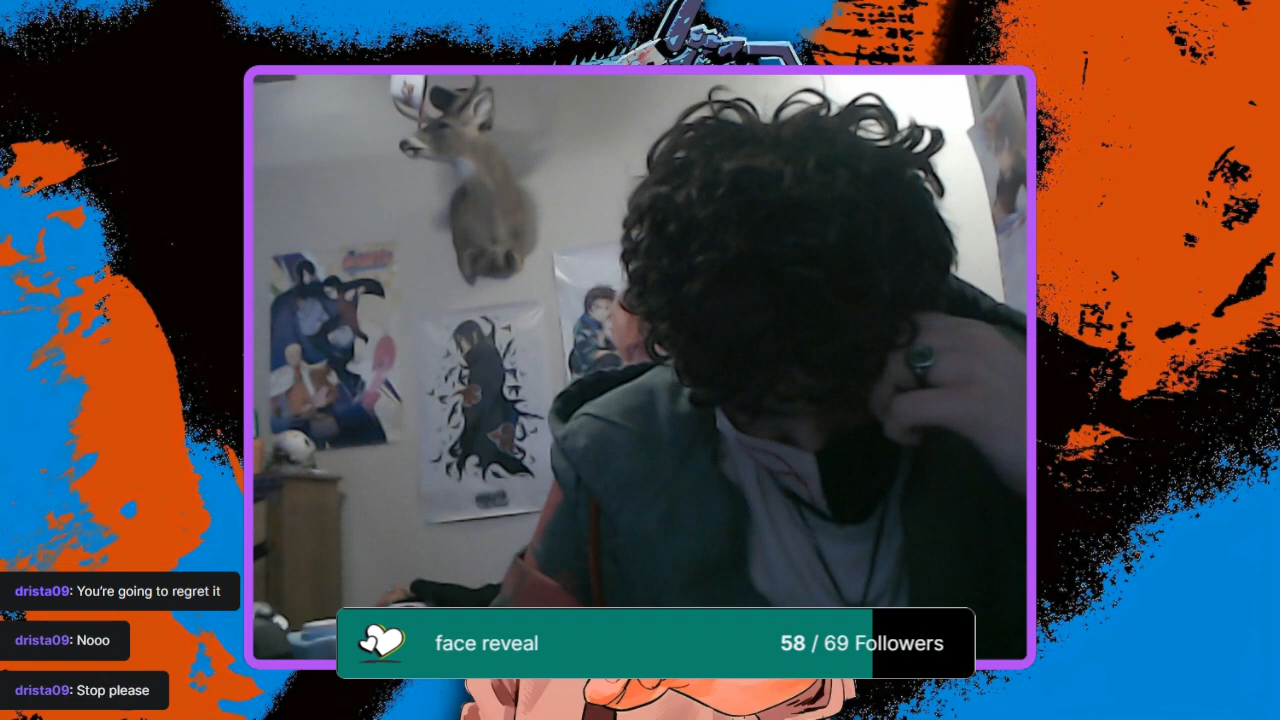 drista09: You're going to regret it
drista09: Nooo
drista09: Stop please
face reveal
58 / 69 Followers